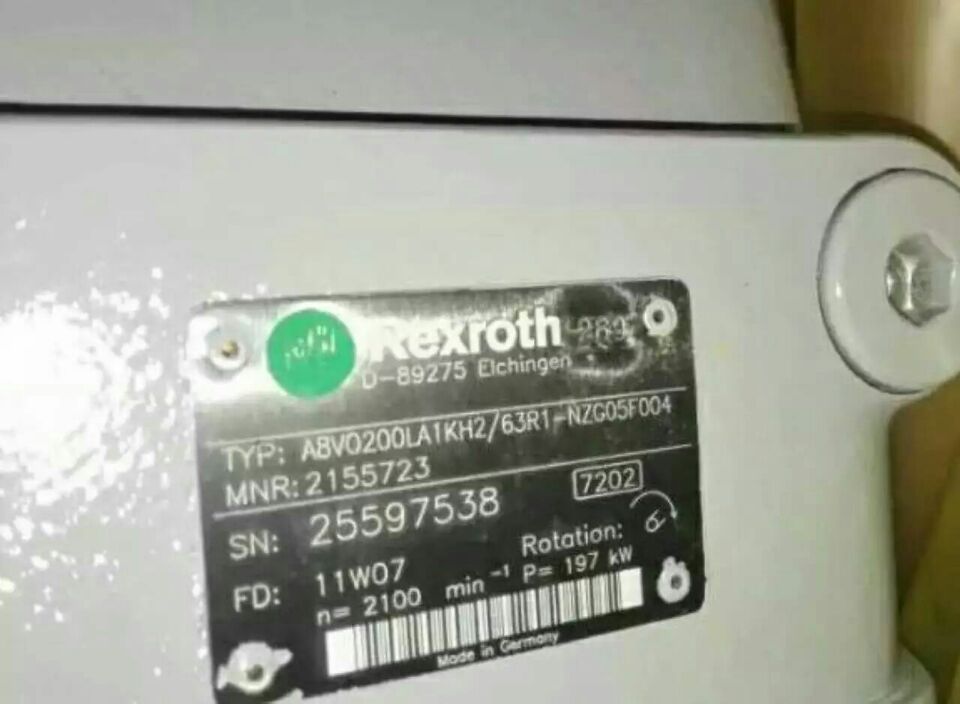 Rexroth
D-89275 Elchingen
TYP: A8VO200LA1KH2/63R1-NZG05F004
MNR: 2155723
SN: 25597538 7202
FD: 11W07 Rotation:
n= 2100 min⁻¹ P= 197 kW
Made in Germany